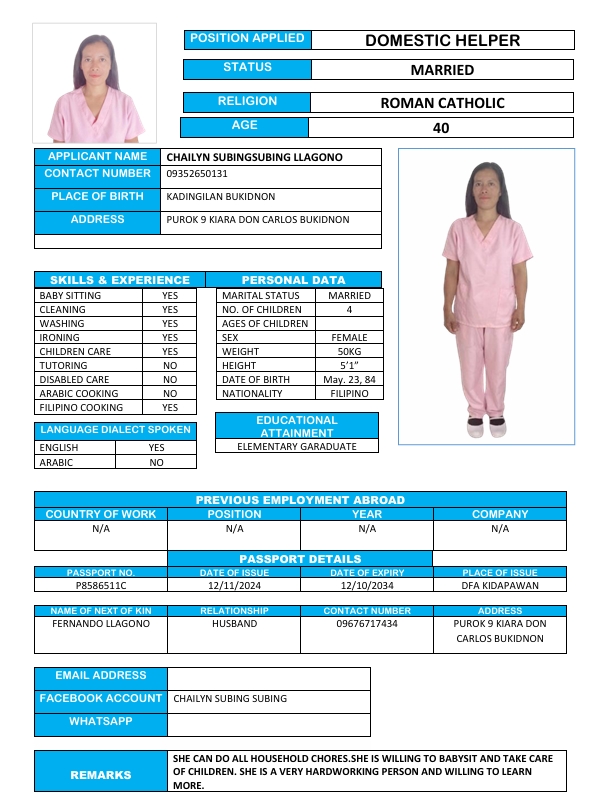 POSITION APPLIED DOMESTIC HELPER
STATUS MARRIED
RELIGION ROMAN CATHOLIC
AGE 40
APPLICANT NAME CHAILYN SUBINGSUBING LLAGONO
CONTACT NUMBER 09352650131
PLACE OF BIRTH KADINGILAN BUKIDNON
ADDRESS PUROK 9 KIARA DON CARLOS BUKIDNON
SKILLS & EXPERIENCE PERSONAL DATA
BABY SITTING YES MARITAL STATUS MARRIED
CLEANING YES NO. OF CHILDREN 4
WASHING YES AGES OF CHILDREN
IRONING YES SEX FEMALE
CHILDREN CARE YES WEIGHT 50KG
TUTORING NO HEIGHT 5’1”
DISABLED CARE NO DATE OF BIRTH May. 23, 84
ARABIC COOKING NO NATIONALITY FILIPINO
FILIPINO COOKING YES
EDUCATIONAL
ATTAINMENT
ELEMENTARY GARADUATE
LANGUAGE DIALECT SPOKEN
ENGLISH YES
ARABIC NO
PREVIOUS EMPLOYMENT ABROAD
COUNTRY OF WORK POSITION YEAR COMPANY
N/A N/A N/A N/A
PASSPORT DETAILS
PASSPORT NO. DATE OF ISSUE DATE OF EXPIRY PLACE OF ISSUE
P8586511C 12/11/2024 12/10/2034 DFA KIDAPAWAN
NAME OF NEXT OF KIN RELATIONSHIP CONTACT NUMBER ADDRESS
FERNANDO LLAGONO HUSBAND 09676717434 PUROK 9 KIARA DON
CARLOS BUKIDNON
EMAIL ADDRESS
FACEBOOK ACCOUNT CHAILYN SUBING SUBING
WHATSAPP
REMARKS
SHE CAN DO ALL HOUSEHOLD CHORES.SHE IS WILLING TO BABYSIT AND TAKE CARE
OF CHILDREN. SHE IS A VERY HARDWORKING PERSON AND WILLING TO LEARN
MORE.